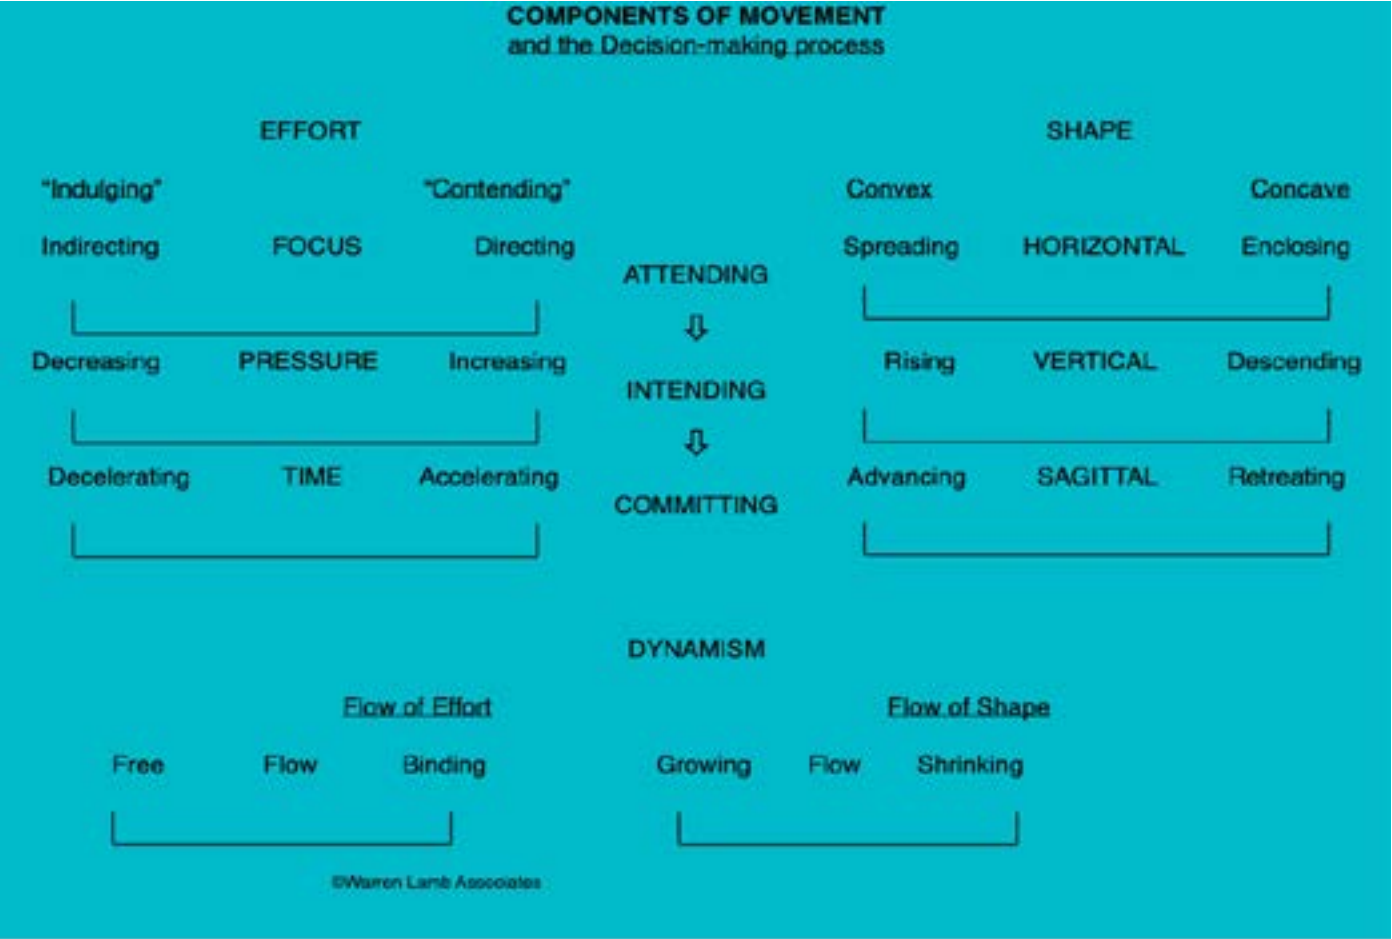 COMPONENTS OF MOVEMENT
and the Decision-making process
EFFORT SHAPE
"Indulging" "Contending" Convex Concave
Indirecting FOCUS Directing Spreading HORIZONTAL Enclosing
ATTENDING
Decreasing PRESSURE Increasing Rising VERTICAL Descending
INTENDING
Decelerating TIME Accelerating Advancing SAGITTAL Retreating
COMMITTING
DYNAMISM
Flow of Effort Flow of Shape
Free Flow Binding Growing Flow Shrinking
©Warren Lamb Associates